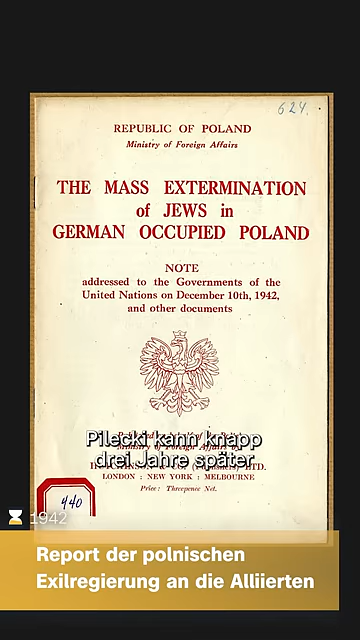 624.
REPUBLIC OF POLAND
Ministry of Foreign Affairs
THE MASS EXTERMINATION
of JEWS in
GERMAN OCCUPIED POLAND
NOTE
addressed to the Governments of the
United Nations on December 10th, 1942,
and other documents
Pilecki kann knapp
drei Jahre später
LTD.
LONDON : NEW YORK : MELBOURNE
Price: Threepence Net.
440
1942
Report der polnischen
Exilregierung an die Alliierten